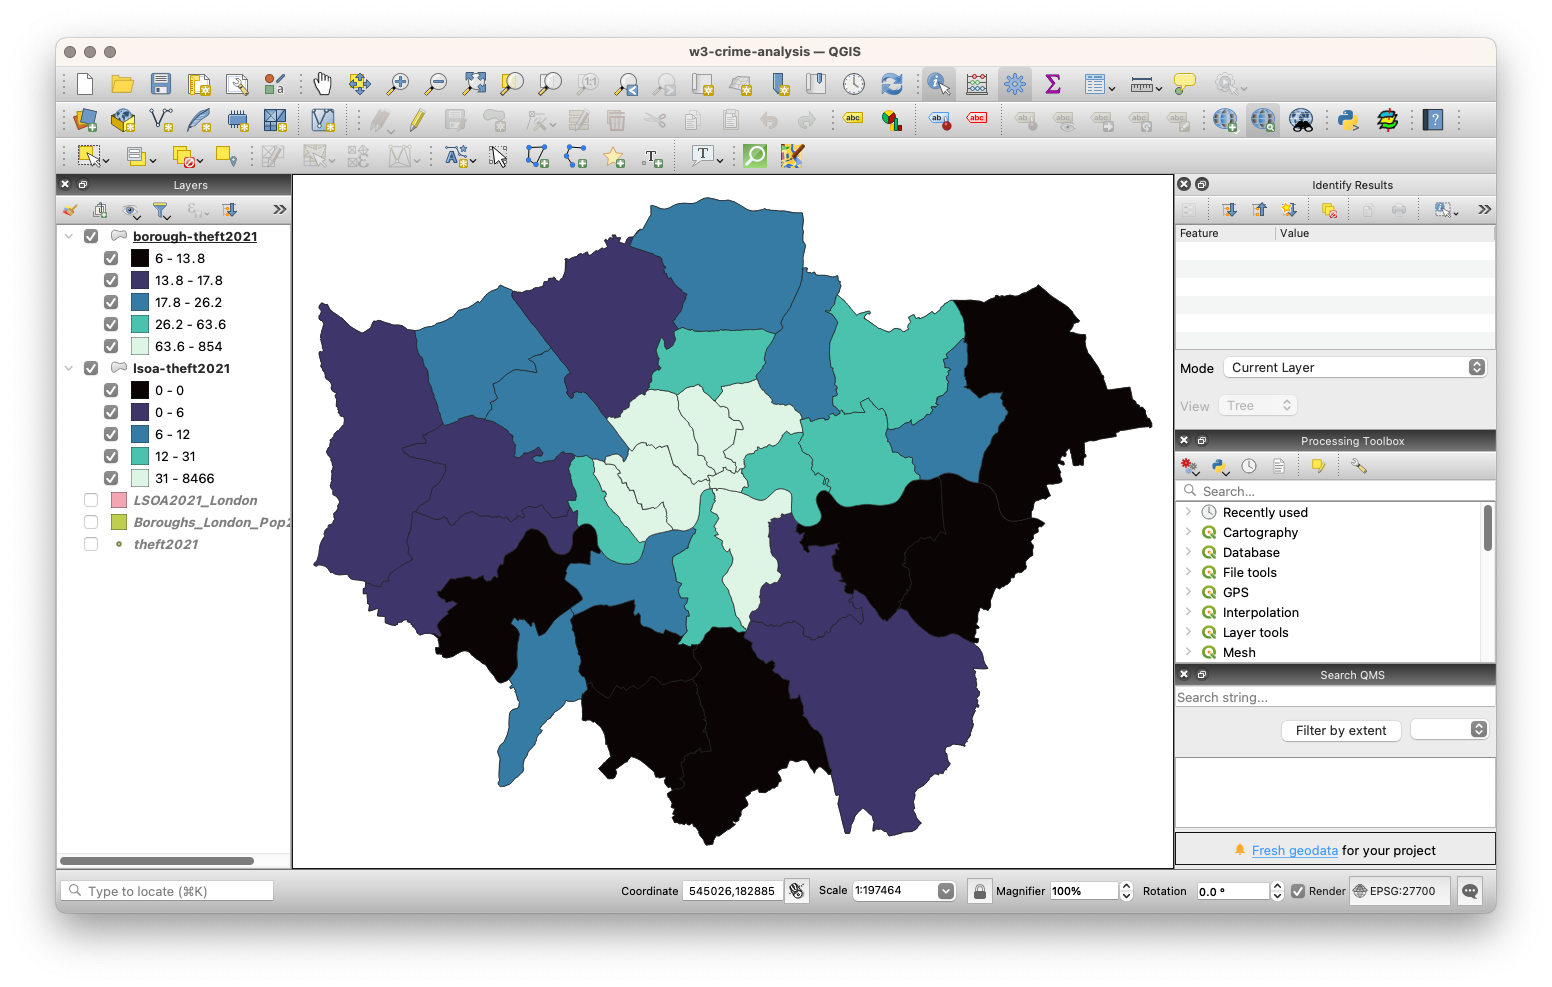 w3-crime-analysis — QGIS
Layers
borough-theft2021
6 - 13.8
13.8 - 17.8
17.8 - 26.2
26.2 - 63.6
63.6 - 854
lsoa-theft2021
0 - 0
0 - 6
6 - 12
12 - 31
31 - 8466
LSOA2021_London
Boroughs_London_Pop2
theft2021
Identify Results
Feature Value
Mode Current Layer
View Tree
Processing Toolbox
Search...
Recently used
Cartography
Database
File tools
GPS
Interpolation
Layer tools
Mesh
Search QMS
Search string...
Filter by extent
Fresh geodata for your project
Type to locate (⌘K)
Coordinate 545026,182885
Scale 1:197464
Magnifier 100%
Rotation 0.0 °
Render
EPSG:27700